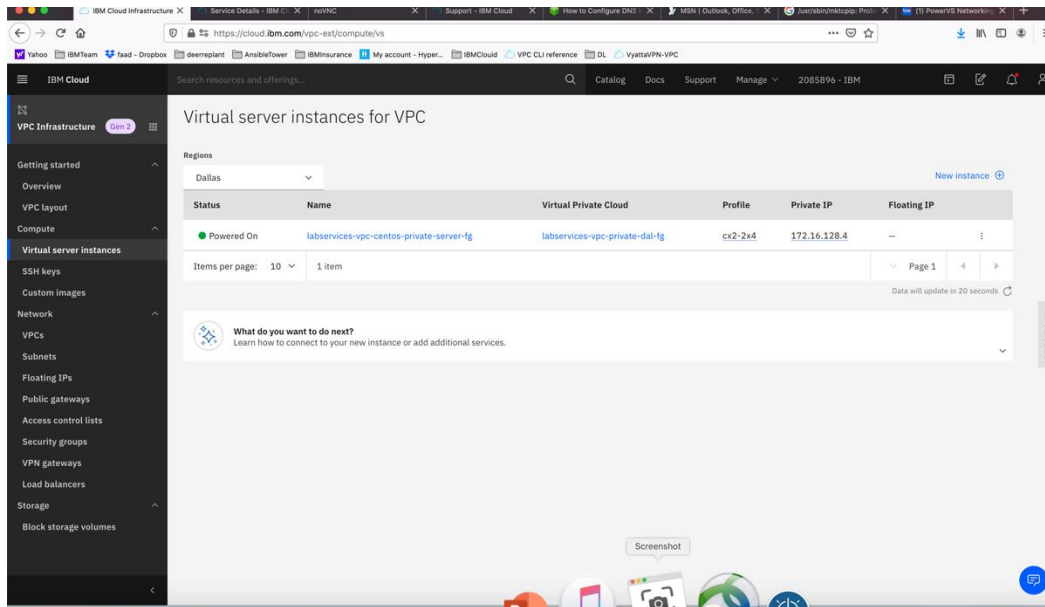 IBM Cloud Infrastructure
Service Details - IBM Cl
noVNC
Support - IBM Cloud
How to Configure DNS
MSN | Outlook, Office,
/usr/sbin/mktcpip: Prob
(1) PowerVS Networking
https://cloud.ibm.com/vpc-ext/compute/vs
Yahoo IBMTeam faad - Dropbox deerreplant AnsibleTower IBMInsurance My account - Hyper... IBMClouid VPC CLI reference DL VyattaVPN-VPC
IBM Cloud
Search resources and offerings...
Catalog Docs Support Manage 2085896 - IBM
VPC Infrastructure Gen 2
Getting started
Overview
VPC layout
Compute
Virtual server instances
SSH keys
Custom images
Network
VPCs
Subnets
Floating IPs
Public gateways
Access control lists
Security groups
VPN gateways
Load balancers
Storage
Block storage volumes
Virtual server instances for VPC
Regions
Dallas
New instance
Status Name Virtual Private Cloud Profile Private IP Floating IP
Powered On labservices-vpc-centos-private-server-fg labservices-vpc-private-dal-fg cx2-2x4 172.16.128.4 –
Items per page: 10 1 item Page 1
Data will update in 20 seconds
What do you want to do next?
Learn how to connect to your new instance or add additional services.
Screenshot